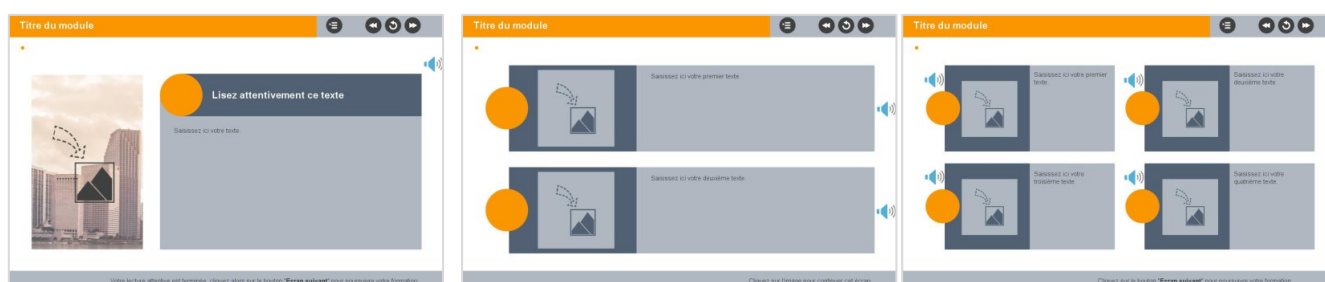 Titre du module
Lisez attentivement ce texte
Saisissez ici votre texte.
Votre lecture attentive est terminée, cliquez alors sur le bouton "Ecran suivant" pour poursuivre votre formation.
Titre du module
Saisissez ici votre premier texte.
Saisissez ici votre deuxième texte.
Cliquez sur l'image pour continuer cet écran.
Titre du module
Saisissez ici votre premier
texte.
Saisissez ici votre
deuxième texte.
Saisissez ici votre
troisième texte.
Saisissez ici votre
quatrième texte.
Cliquez sur le bouton "Ecran suivant" pour poursuivre votre formation.